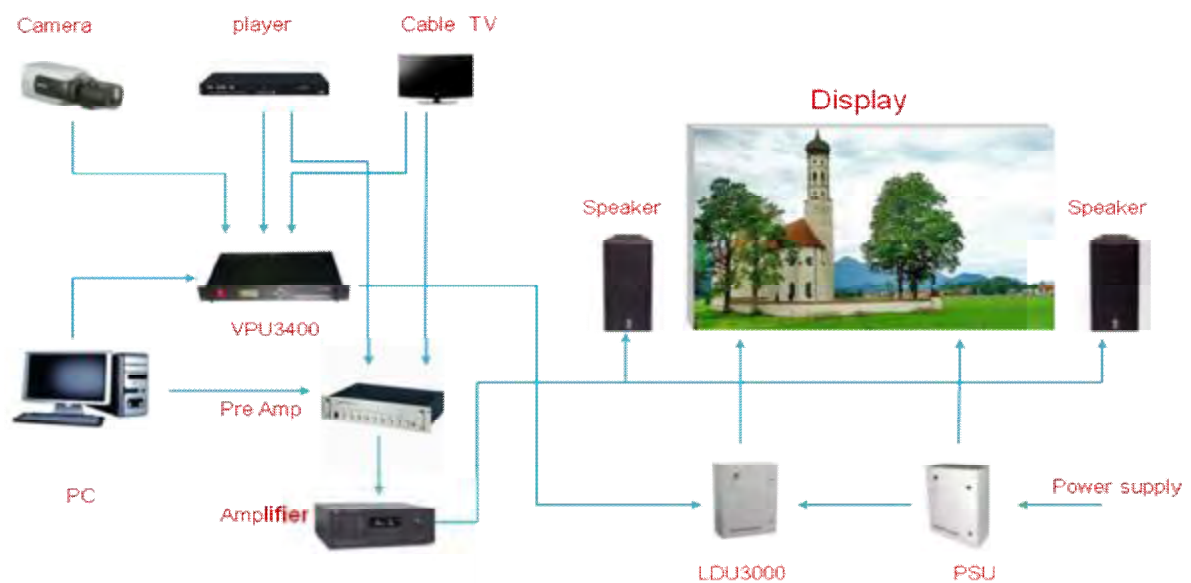 Camera
player
Cable TV
Display
Speaker
Speaker
VPU3400
Pre Amp
PC
Amplifier
Power supply
LDU3000
PSU